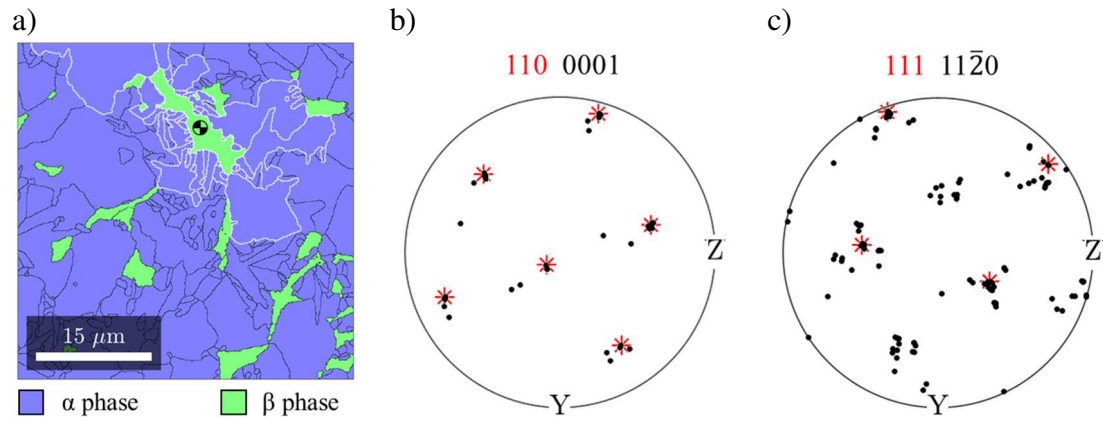 a)
b)
c)
110 0001
111 112̄0
Z
Z
Y
Y
15 μm
α phase
β phase